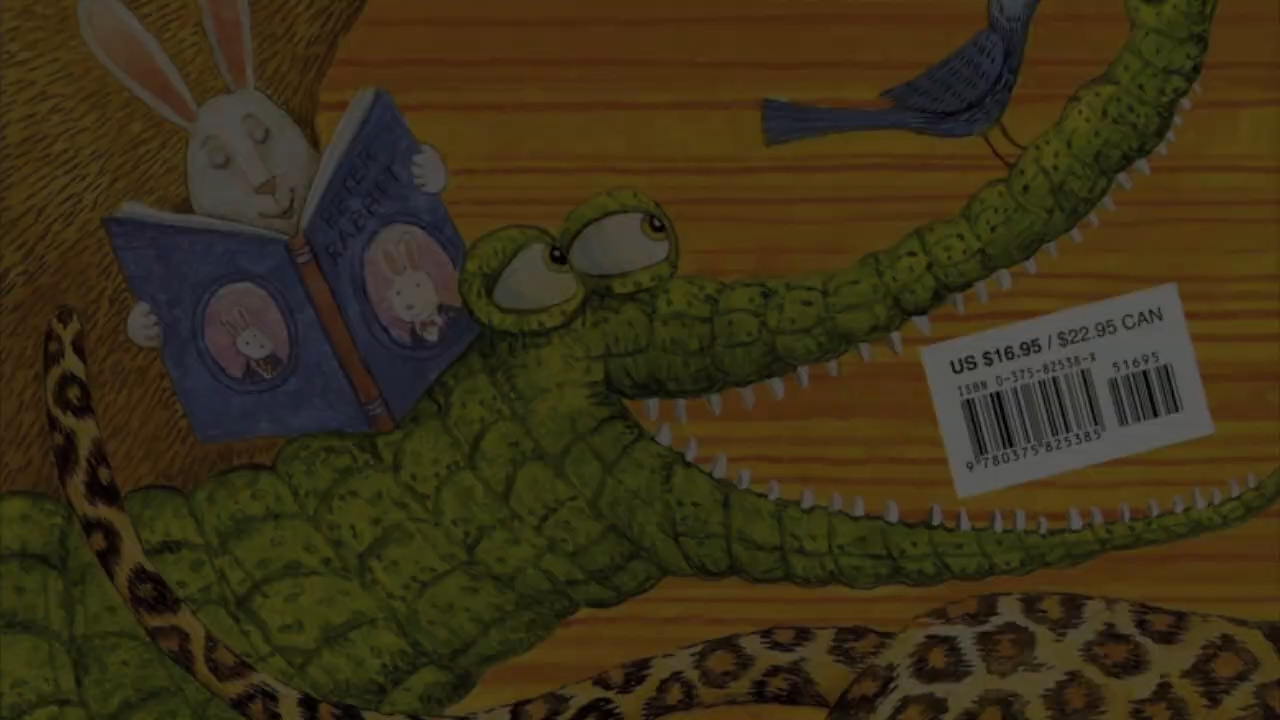 PETER
RABBIT
US $16.95 / $22.95 CAN
ISBN 0-375-82538-X
51695
9 780375 825385